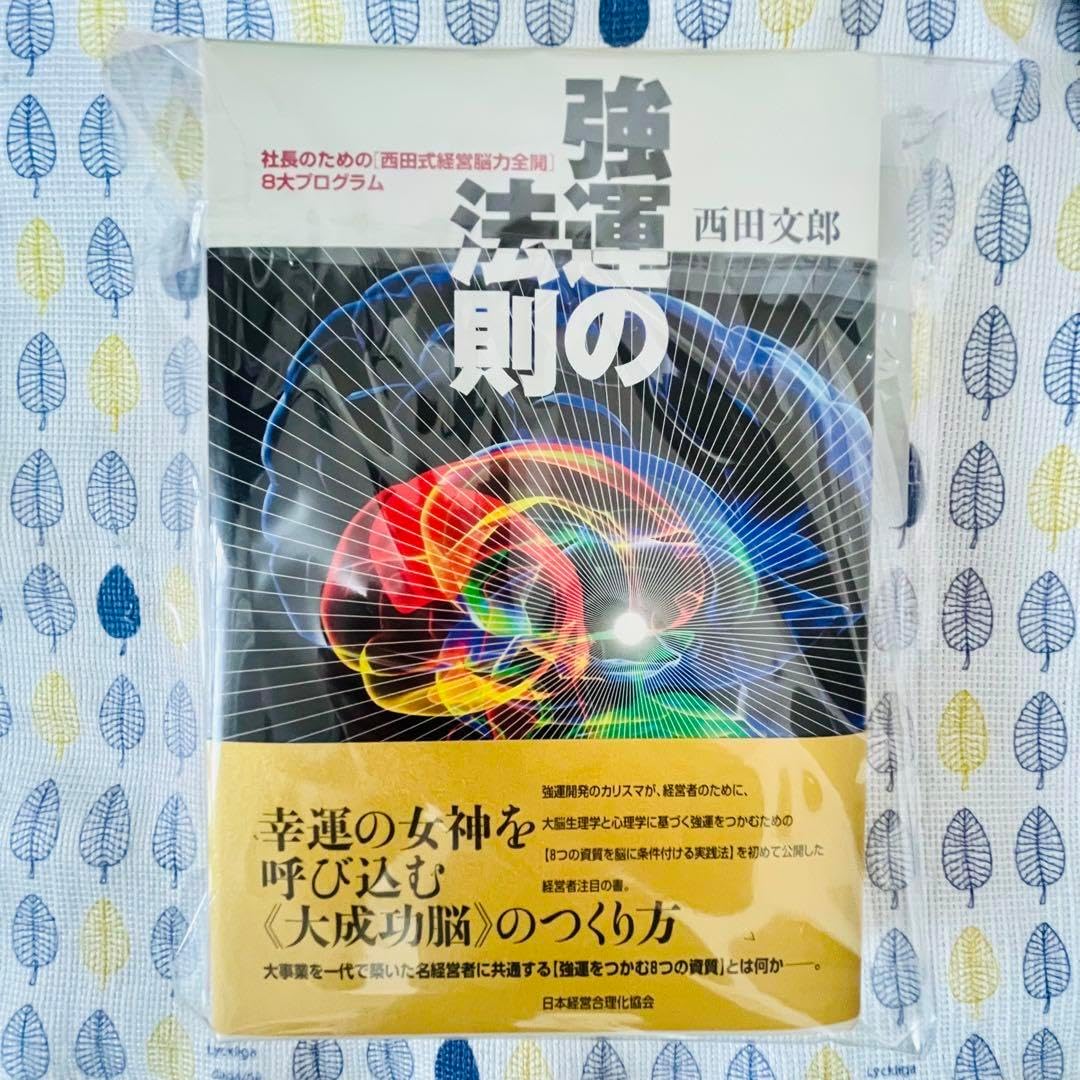 強運の
法則
社長のための[西田式経営脳力全開]
8大プログラム
西田文郎
幸運の女神を
呼び込む
《大成功脳》のつくり方
強運開発のカリスマが、経営者のために、
大脳生理学と心理学に基づく強運をつかむための
【8つの資質を脳に条件付ける実践法】を初めて公開した
経営者注目の書。
大事業を一代で築いた名経営者に共通する【強運をつかむ8つの資質】とは何か――。
日本経営合理化協会
Lycklига